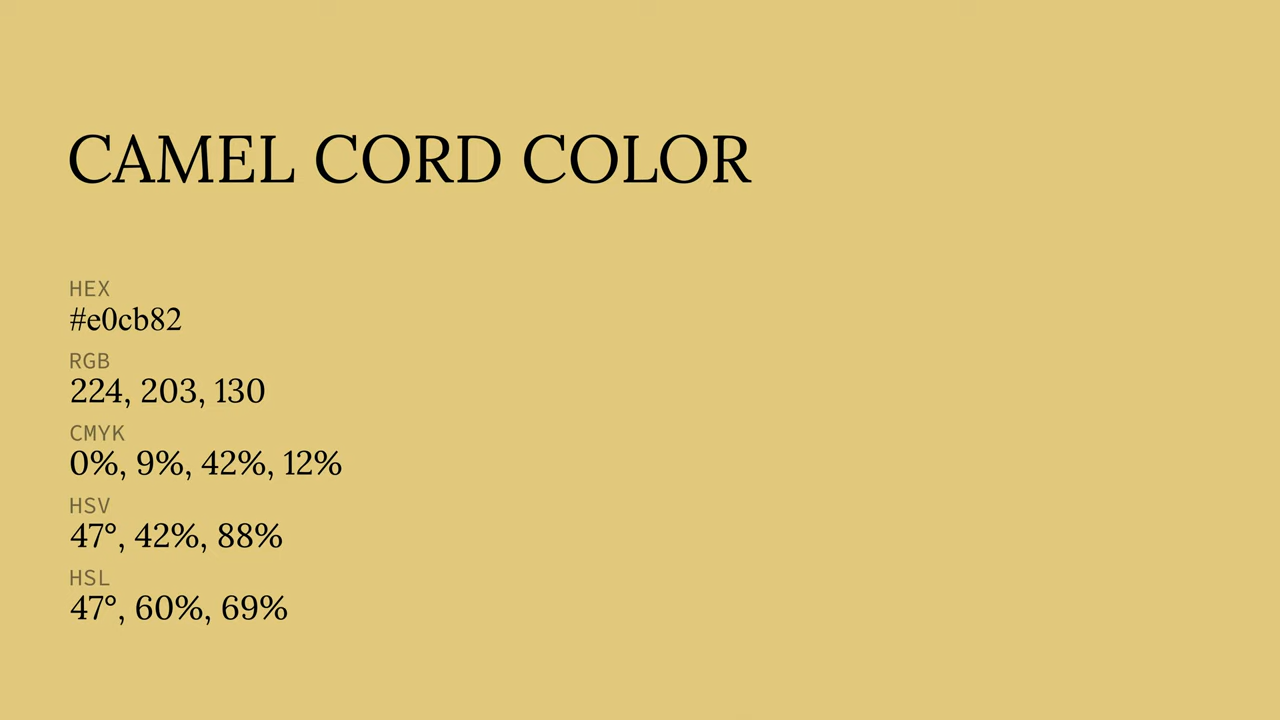 CAMEL CORD COLOR
HEX
#e0cb82
RGB
224, 203, 130
CMYK
0%, 9%, 42%, 12%
HSV
47°, 42%, 88%
HSL
47°, 60%, 69%